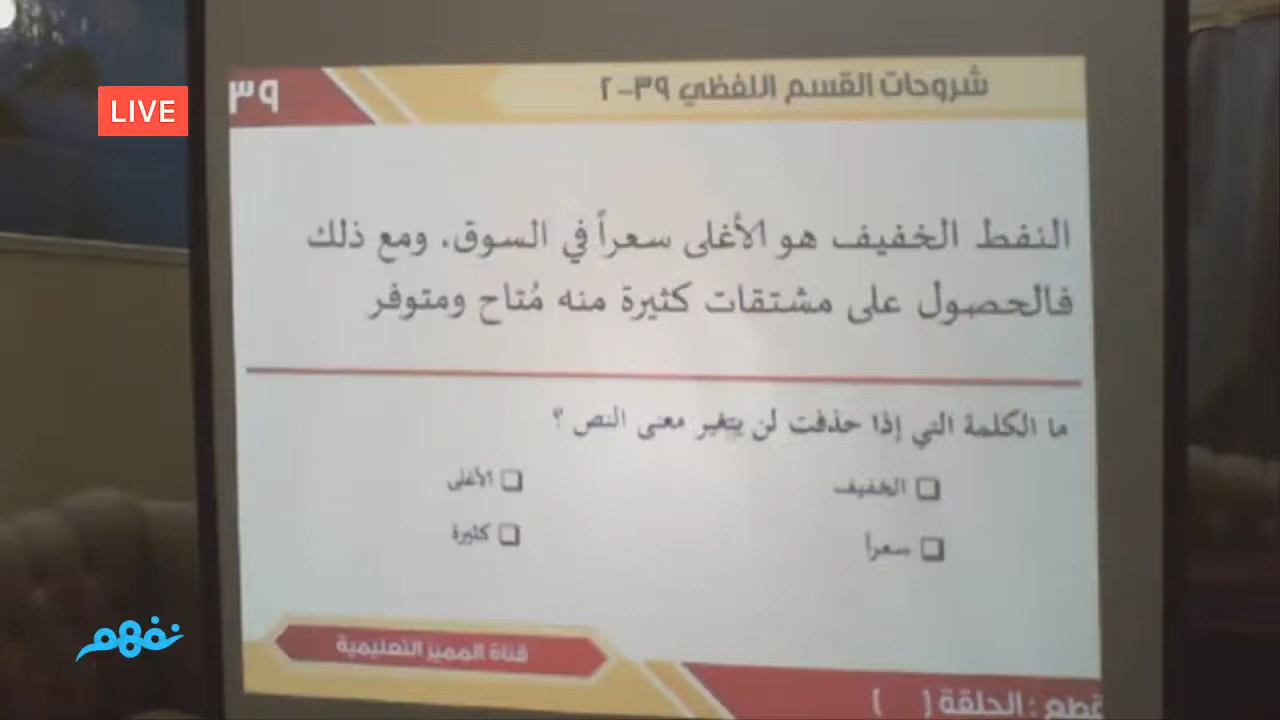 LIVE
شروحات القسم اللفظي ٣٩-٢
٣٩
النفط الخفيف هو الأغلى سعراً في السوق، ومع ذلك
فالحصول على مشتقات كثيرة منه مُتاح ومتوفر
ما الكلمة التي إذا حذفت لن يتغير معنى النص ؟
❑ الخفيف ❑ الأغلى
❑ سعراً ❑ كثيرة
قناة المميز التعليمية
قطع : الحلقة ( )
نفهم